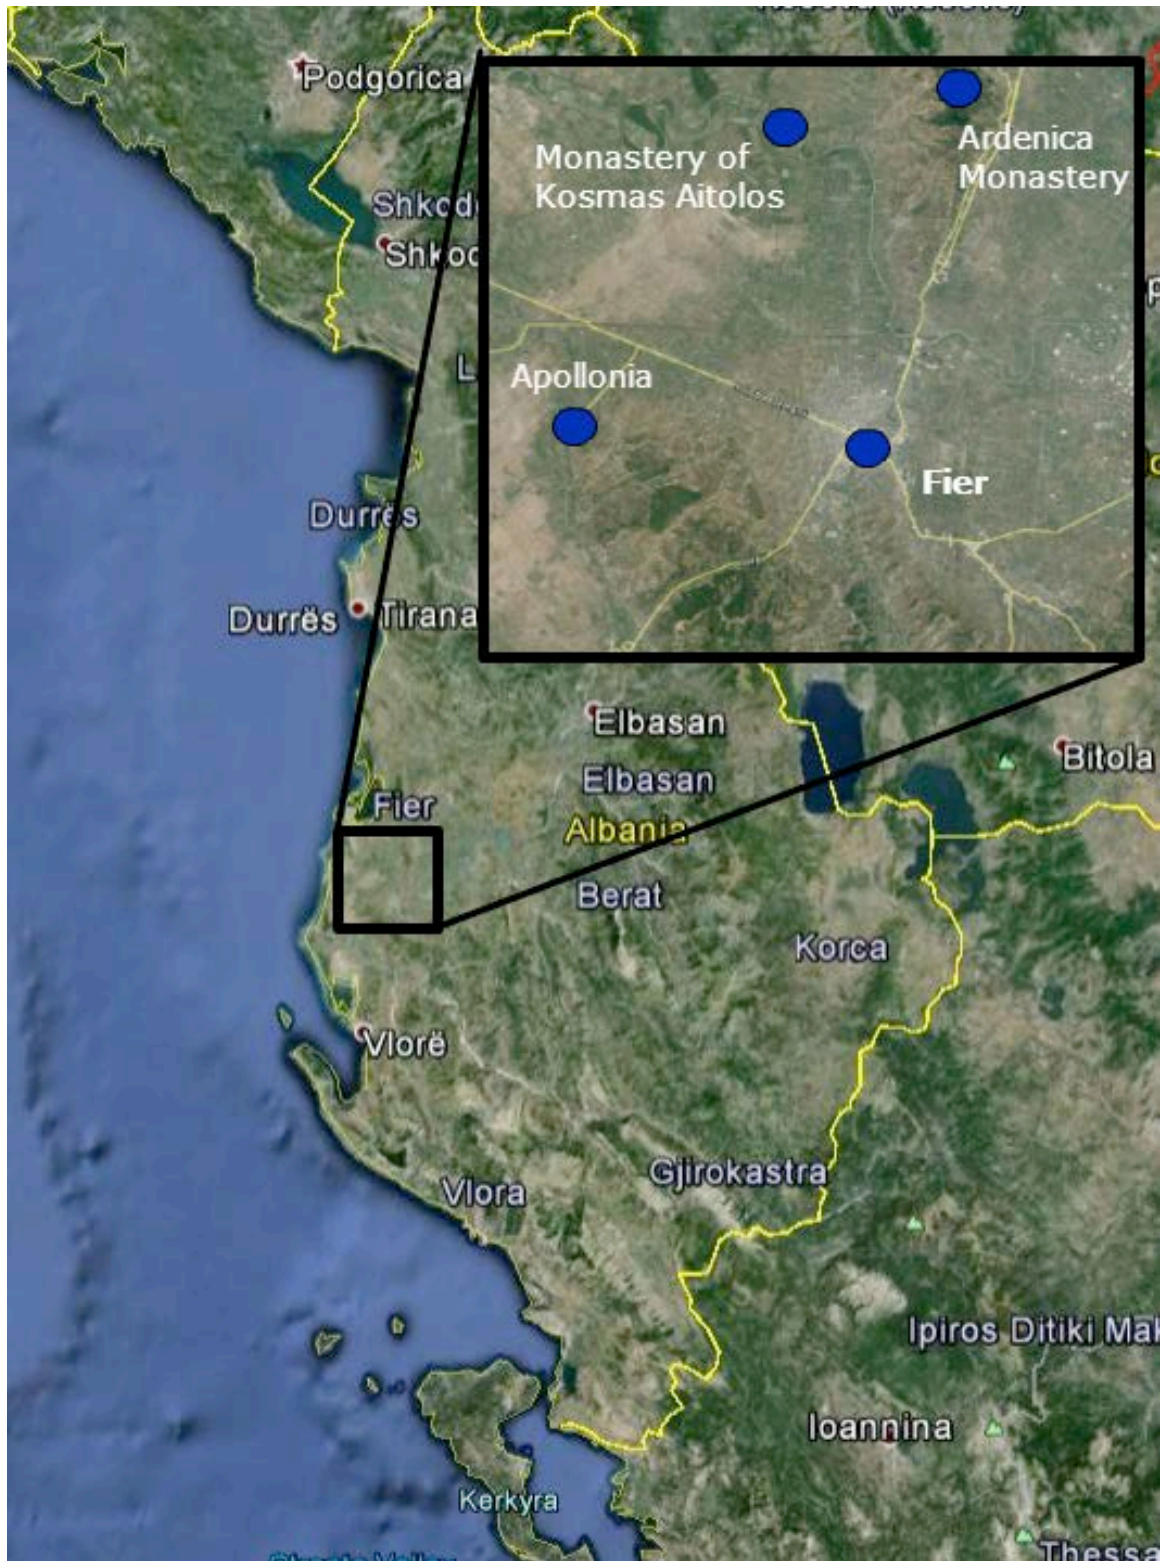 Podgorica
Ardenica
Monastery
Monastery of
Kosmas Aitolos
Shkod
Shkod
Apollonia
Fier
Durrës
Durrës
Tirana
Elbasan
Bitola
Elbasan
Fier
Albania
Berat
Korca
Vlorë
Gjirokastra
Vlora
Ipiros Ditiki Mak
Ioannina
Kerkyra
Thessa